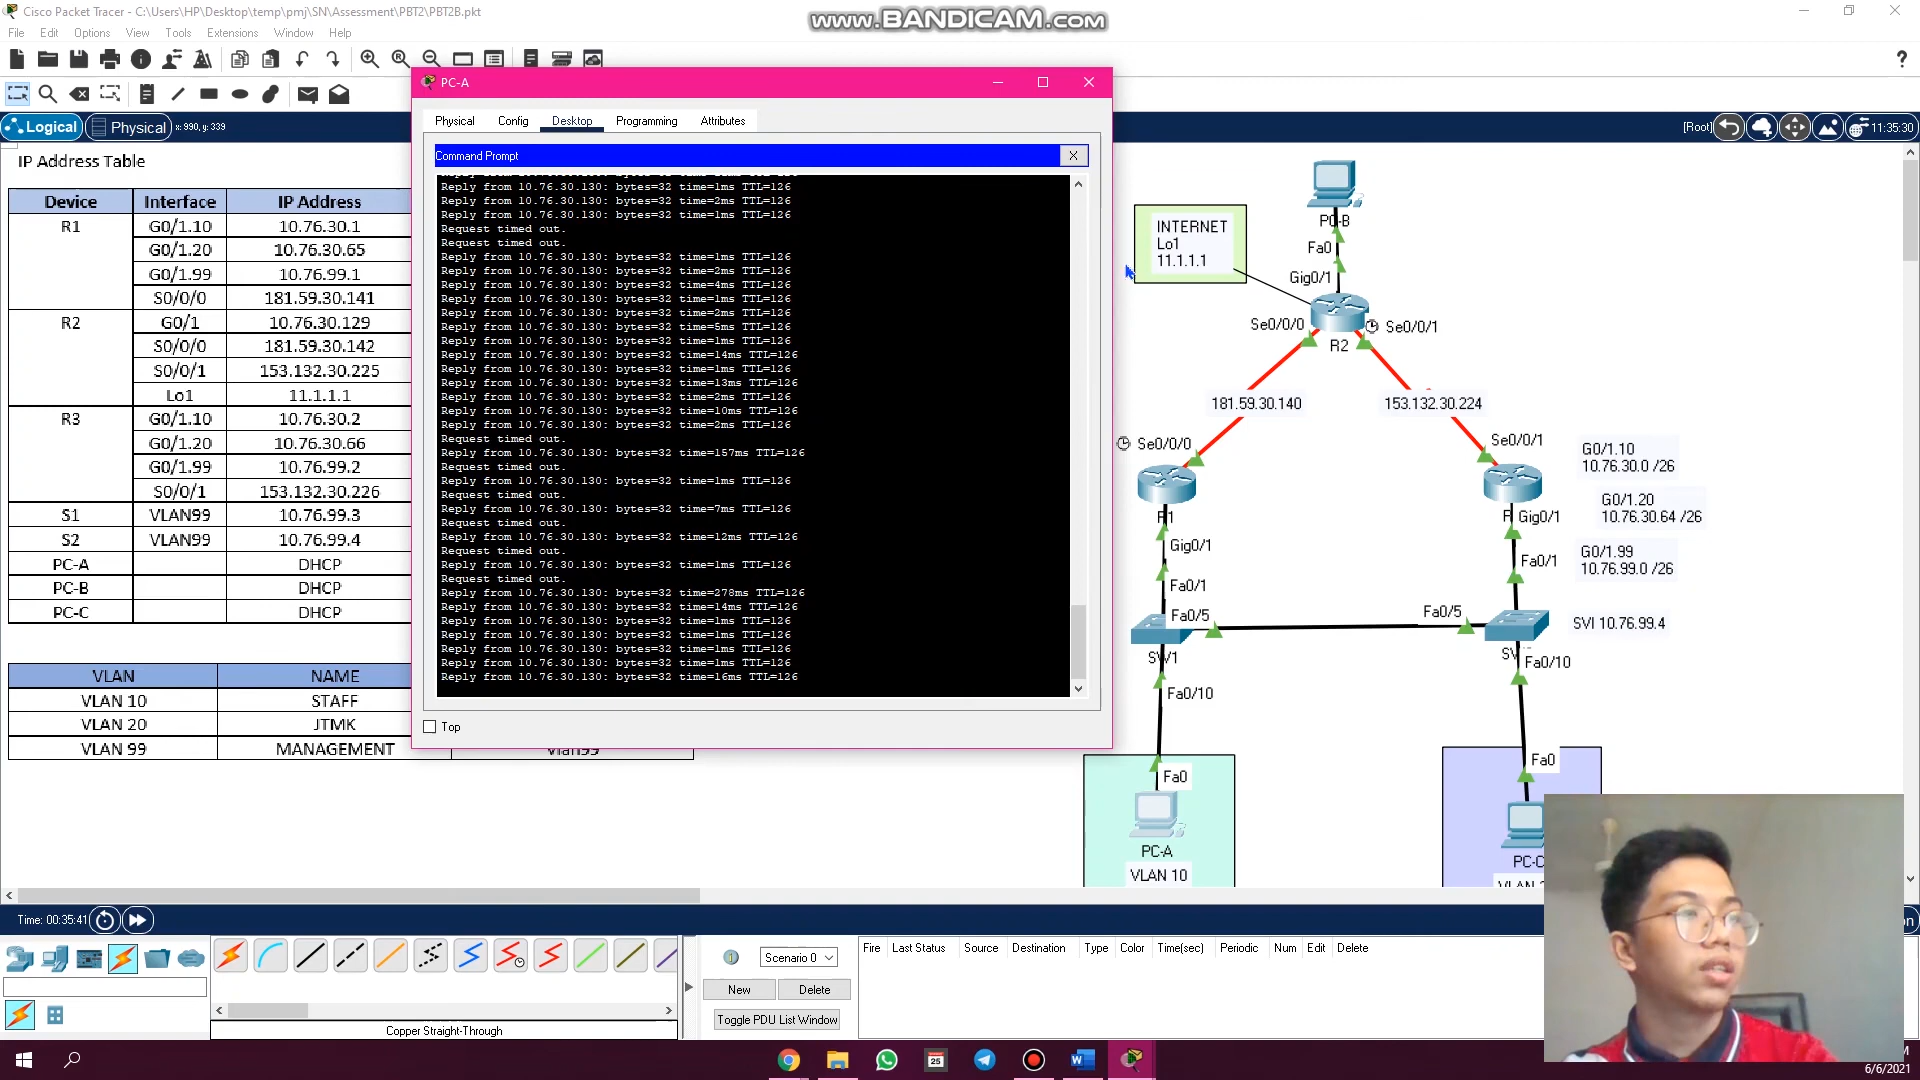 Cisco Packet Tracer - C:\Users\HP\Desktop\temp\prnj\SN\Assessment\PBT2\PBT2B.pkt
www.BANDICAM.com
File Edit Options View Tools Extensions Window Help
?
PC-A
Physical Config Desktop Programming Attributes
Logical Physical x: 990, y: 339
[Root] 11:35:30
Command Prompt X
IP Address Table
Device Interface IP Address
R1 G0/1.10 10.76.30.1
G0/1.20 10.76.30.65
G0/1.99 10.76.99.1
S0/0/0 181.59.30.141
R2 G0/1 10.76.30.129
S0/0/0 181.59.30.142
S0/0/1 153.132.30.225
Lo1 11.1.1.1
R3 G0/1.10 10.76.30.2
G0/1.20 10.76.30.66
G0/1.99 10.76.99.2
S0/0/1 153.132.30.226
S1 VLAN99 10.76.99.3
S2 VLAN99 10.76.99.4
PC-A DHCP
PC-B DHCP
PC-C DHCP
VLAN NAME
VLAN 10 STAFF
VLAN 20 JTMK
VLAN 99 MANAGEMENT Vlan99
Reply from 10.76.30.130: bytes=32 time=1ms TTL=126
Reply from 10.76.30.130: bytes=32 time=2ms TTL=126
Reply from 10.76.30.130: bytes=32 time=1ms TTL=126
Request timed out.
Request timed out.
Reply from 10.76.30.130: bytes=32 time=1ms TTL=126
Reply from 10.76.30.130: bytes=32 time=2ms TTL=126
Reply from 10.76.30.130: bytes=32 time=4ms TTL=126
Reply from 10.76.30.130: bytes=32 time=1ms TTL=126
Reply from 10.76.30.130: bytes=32 time=2ms TTL=126
Reply from 10.76.30.130: bytes=32 time=5ms TTL=126
Reply from 10.76.30.130: bytes=32 time=1ms TTL=126
Reply from 10.76.30.130: bytes=32 time=14ms TTL=126
Reply from 10.76.30.130: bytes=32 time=1ms TTL=126
Reply from 10.76.30.130: bytes=32 time=13ms TTL=126
Reply from 10.76.30.130: bytes=32 time=2ms TTL=126
Reply from 10.76.30.130: bytes=32 time=10ms TTL=126
Reply from 10.76.30.130: bytes=32 time=2ms TTL=126
Request timed out.
Reply from 10.76.30.130: bytes=32 time=157ms TTL=126
Request timed out.
Reply from 10.76.30.130: bytes=32 time=1ms TTL=126
Request timed out.
Reply from 10.76.30.130: bytes=32 time=7ms TTL=126
Request timed out.
Reply from 10.76.30.130: bytes=32 time=12ms TTL=126
Request timed out.
Reply from 10.76.30.130: bytes=32 time=1ms TTL=126
Request timed out.
Reply from 10.76.30.130: bytes=32 time=278ms TTL=126
Reply from 10.76.30.130: bytes=32 time=14ms TTL=126
Reply from 10.76.30.130: bytes=32 time=1ms TTL=126
Reply from 10.76.30.130: bytes=32 time=1ms TTL=126
Reply from 10.76.30.130: bytes=32 time=1ms TTL=126
Reply from 10.76.30.130: bytes=32 time=1ms TTL=126
Reply from 10.76.30.130: bytes=32 time=16ms TTL=126
Top
PC-B
Fa0
Gig0/1
INTERNET
Lo1
11.1.1.1
Se0/0/0 Se0/0/1
R2
181.59.30.140 153.132.30.224
Se0/0/0 Se0/0/1
G0/1.10
10.76.30.0 /26
G0/1.20
10.76.30.64 /26
G0/1.99
10.76.99.0 /26
R1 Gig0/1
Gig0/1 Fa0/1
Fa0/1
Fa0/5 Fa0/5
SVI 10.76.99.4
SW1 Fa0/10
Fa0/10
Fa0 Fa0
PC-A PC-C
VLAN 10
Time: 00:35:41
Scenario 0
New Delete
Toggle PDU List Window
Fire Last Status Source Destination Type Color Time(sec) Periodic Num Edit Delete
Copper Straight-Through
25
6/6/2021